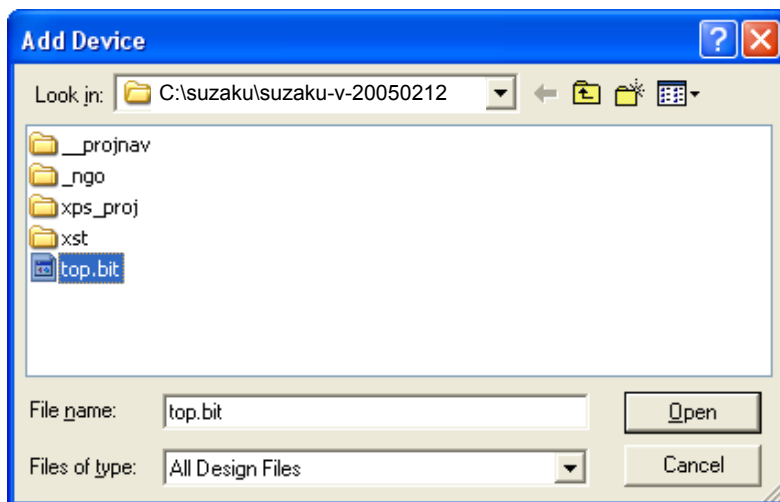 Add Device
Look in: C:\suzaku\suzaku-v-20050212
__projnav
_ngo
xps_proj
xst
top.bit
File name: top.bit Open
Files of type: All Design Files Cancel